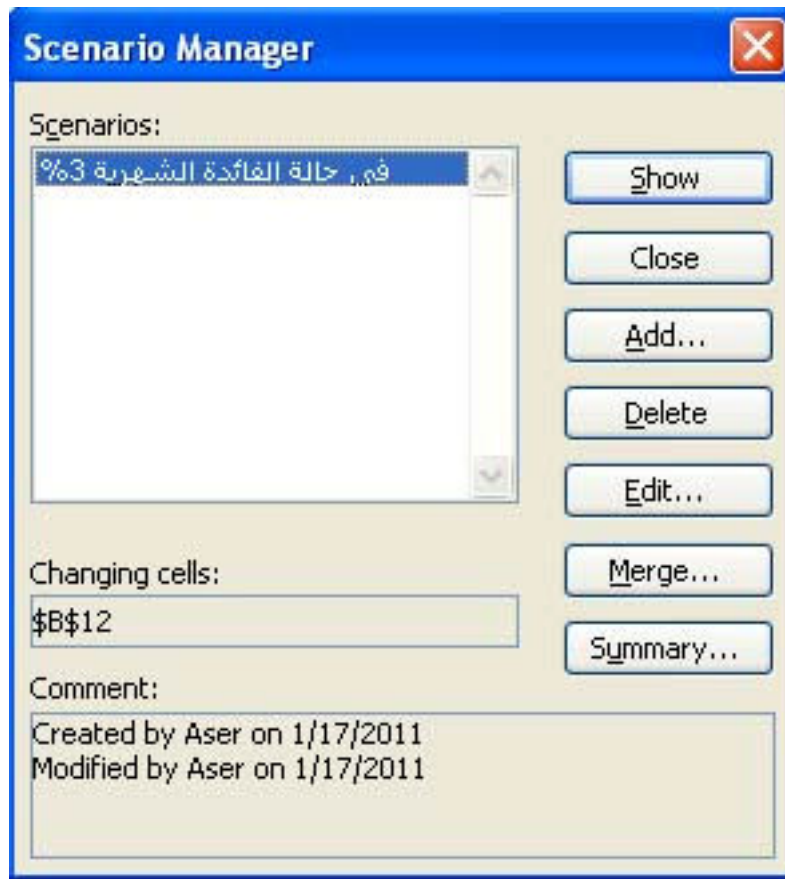 Scenario Manager
Scenarios:
في حالة الفائدة الشهرية 3%
Show
Close
Add...
Delete
Edit...
Merge...
Summary...
Changing cells:
$B$12
Comment:
Created by Aser on 1/17/2011
Modified by Aser on 1/17/2011